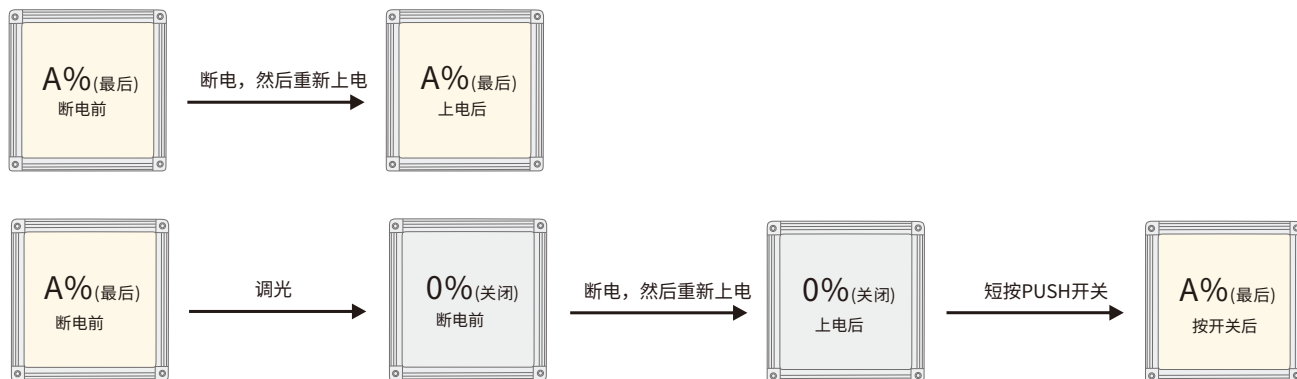 A%(最后)
断电前
断电，然后重新上电
A%(最后)
上电后
A%(最后)
断电前
调光
0%(关闭)
断电前
断电，然后重新上电
0%(关闭)
上电后
短按PUSH开关
A%(最后)
按开关后